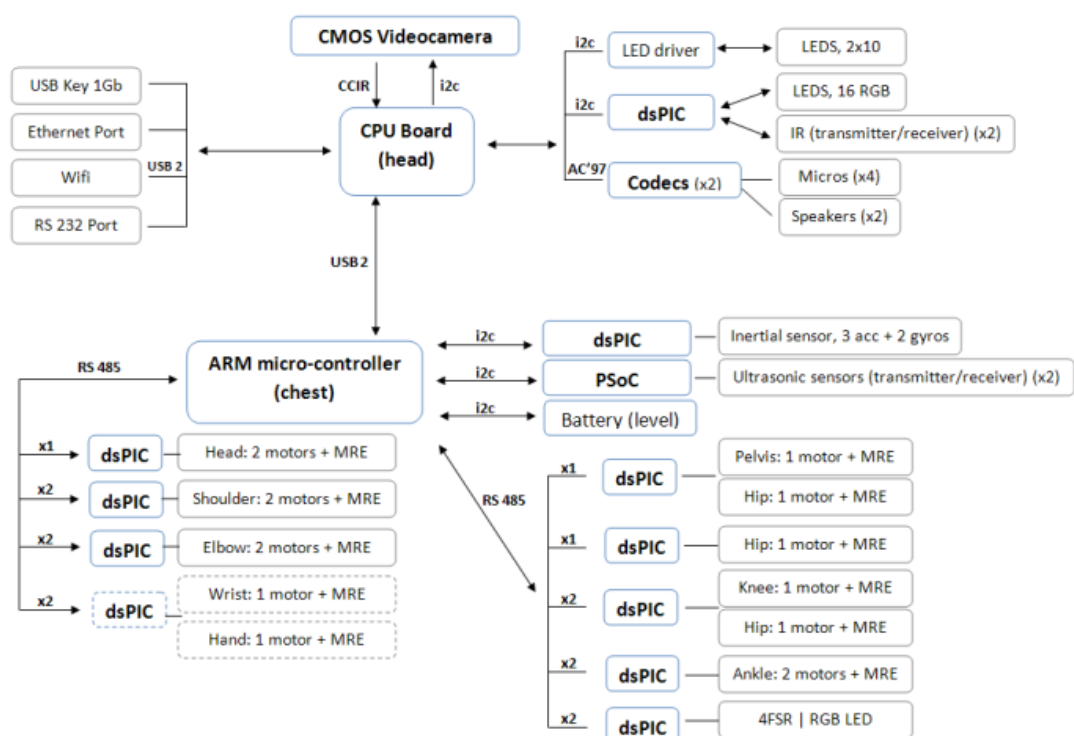 CMOS Videocamera
CCIR
i2c
CPU Board
(head)
USB Key 1Gb
Ethernet Port
Wifi
RS 232 Port
USB 2
i2c
LED driver
LEDS, 2x10
i2c
dsPIC
LEDS, 16 RGB
IR (transmitter/receiver) (x2)
AC'97
Codecs (x2)
Micros (x4)
Speakers (x2)
USB 2
ARM micro-controller
(chest)
i2c
dsPIC
Inertial sensor, 3 acc + 2 gyros
i2c
PSoC
Ultrasonic sensors (transmitter/receiver) (x2)
i2c
Battery (level)
RS 485
x1
dsPIC
Head: 2 motors + MRE
x2
dsPIC
Shoulder: 2 motors + MRE
x2
dsPIC
Elbow: 2 motors + MRE
x2
dsPIC
Wrist: 1 motor + MRE
Hand: 1 motor + MRE
RS 485
x1
dsPIC
Pelvis: 1 motor + MRE
Hip: 1 motor + MRE
x1
dsPIC
Hip: 1 motor + MRE
x2
dsPIC
Knee: 1 motor + MRE
Hip: 1 motor + MRE
x2
dsPIC
Ankle: 2 motors + MRE
x2
dsPIC
4FSR | RGB LED